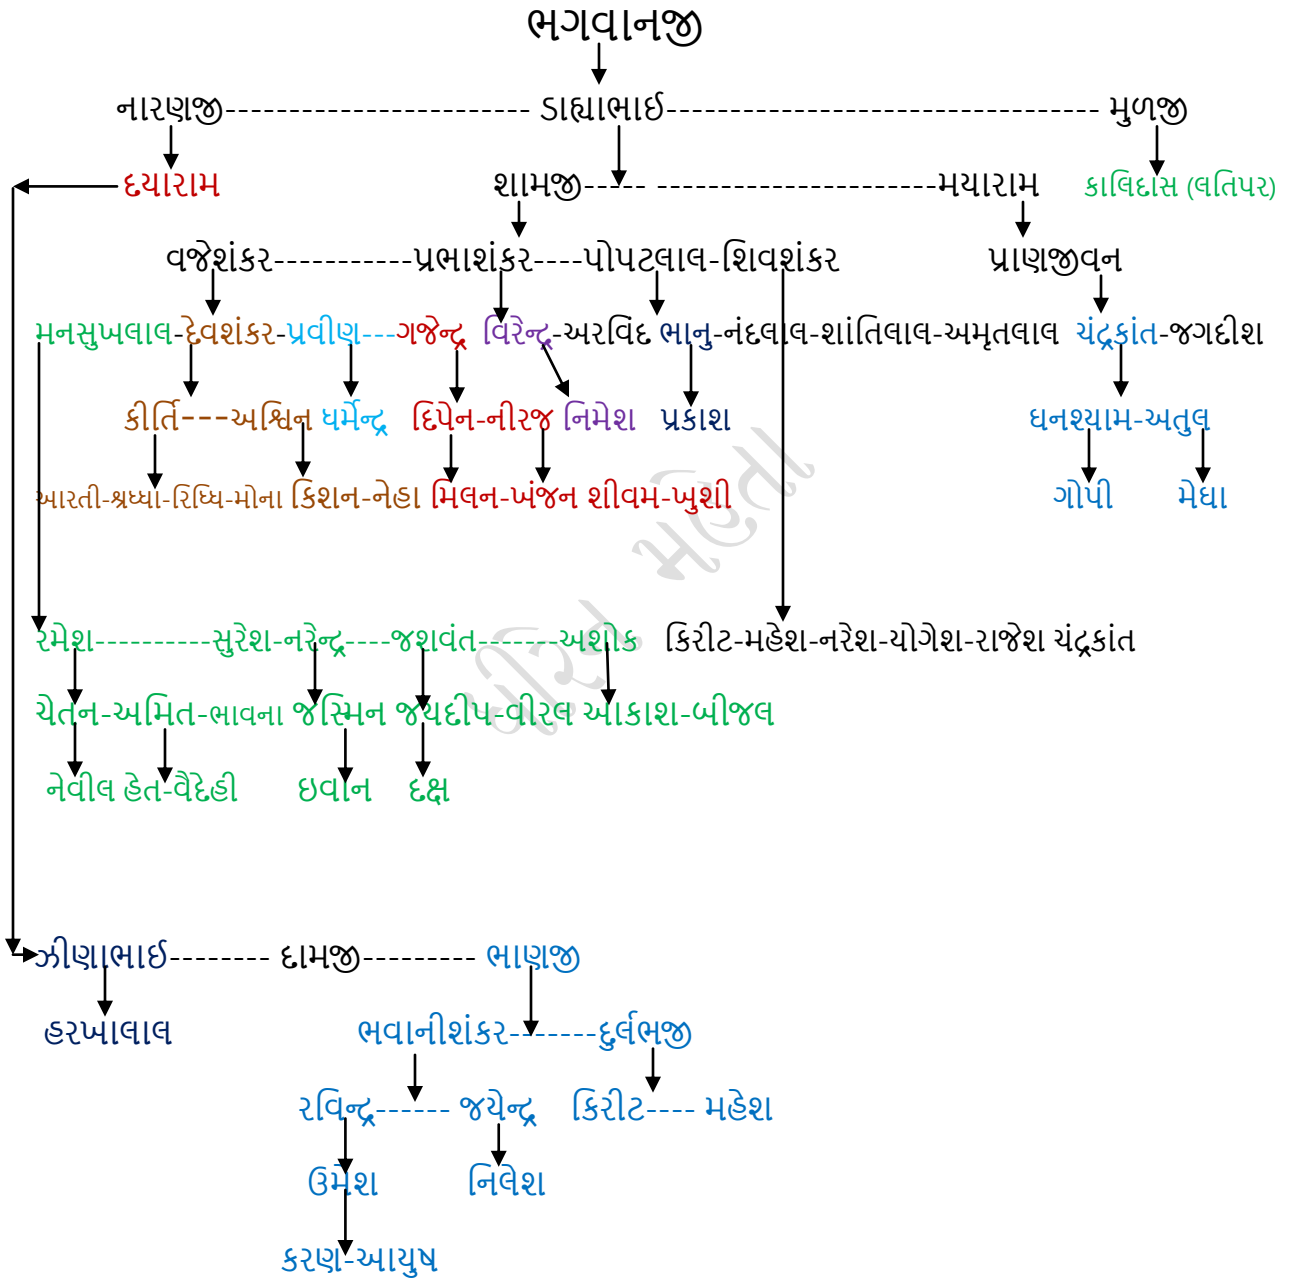 ભગવાનજી
નારણજી------------------------ ડાહ્યાભાઈ---------------------------------- મુળજી
દયારામ શામજી----- ----------------------મયારામ કાલિદાસ (લતિપર)
વજેશંકર-----------પ્રભાશંકર----પોપટલાલ-શિવશંકર પ્રાણજીવન
મનસુખલાલ-દેવશંકર-પ્રવીણ---ગજેન્દ્ર વિરેન્દ્ર-અરવિંદ ભાનુ-નંદલાલ-શાંતિલાલ-અમૃતલાલ ચંદ્રકાંત-જગદીશ
કીર્તિ---અશ્વિન ધર્મેન્દ્ર દિપેન-નીરજ નિમેશ પ્રકાશ ઘનશ્યામ-અતુલ
આરતી-શ્રધ્ધા-રિધ્ધિ-મોના કિશન-નેહા મિલન-ખંજન શીવમ-ખુશી ગોપી મેઘા
રમેશ----------સુરેશ-નરેન્દ્ર----જશવંત-------અશોક કિરીટ-મહેશ-નરેશ-યોગેશ-રાજેશ ચંદ્રકાંત
ચેતન-અમિત-ભાવના જસ્મિન જયદીપ-વીરલ આકાશ-બીજલ
નેવીલ હેત-વૈદેહી ઇવાન દક્ષ
ઝીણાભાઈ-------- દામજી--------- ભાણજી
હરખાલાલ ભવાનીશંકર-------દુર્લભજી
રવિન્દ્ર------ જયેન્દ્ર કિરીટ---- મહેશ
ઉમેશ નિલેશ
કરણ-આયુષ
મહેતા